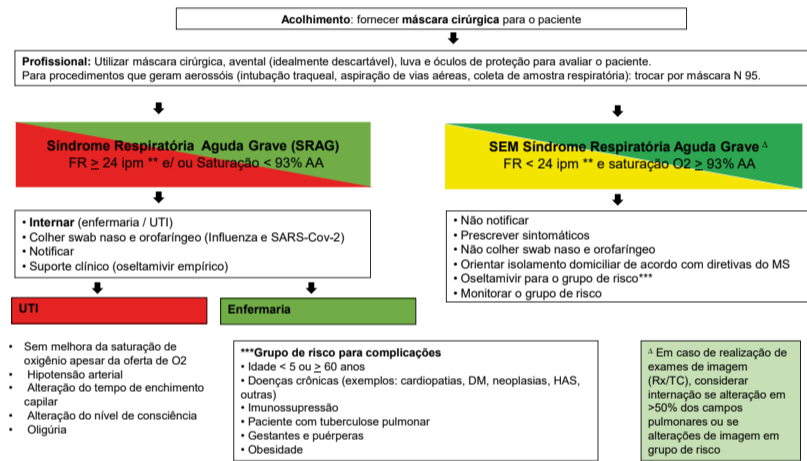 Acolhimento: fornecer máscara cirúrgica para o paciente
Profissional: Utilizar máscara cirúrgica, avental (idealmente descartável), luva e óculos de proteção para avaliar o paciente.
Para procedimentos que geram aerossóis (intubação traqueal, aspiração de vias aéreas, coleta de amostra respiratória): trocar por máscara N 95.
Síndrome Respiratória Aguda Grave (SRAG)
FR ≥ 24 ipm ** e/ ou Saturação < 93% AA
SEM Síndrome Respiratória Aguda Grave Δ
FR < 24 ipm ** e saturação O2 ≥ 93% AA
• Internar (enfermaria / UTI)
• Colher swab naso e orofaríngeo (Influenza e SARS-Cov-2)
• Notificar
• Suporte clínico (oseltamivir empírico)
• Não notificar
• Prescrever sintomáticos
• Não colher swab naso e orofaríngeo
• Orientar isolamento domiciliar de acordo com diretivas do MS
• Oseltamivir para o grupo de risco***
• Monitorar o grupo de risco
UTI
Enfermaria
• Sem melhora da saturação de
oxigênio apesar da oferta de O2
• Hipotensão arterial
• Alteração do tempo de enchimento
capilar
• Alteração do nível de consciência
• Oligúria
***Grupo de risco para complicações
• Idade < 5 ou ≥ 60 anos
• Doenças crônicas (exemplos: cardiopatias, DM, neoplasias, HAS,
outras)
• Imunossupressão
• Paciente com tuberculose pulmonar
• Gestantes e puérperas
• Obesidade
Δ Em caso de realização de
exames de imagem
(Rx/TC), considerar
internação se alteração em
>50% dos campos
pulmonares ou se
alterações de imagem em
grupo de risco